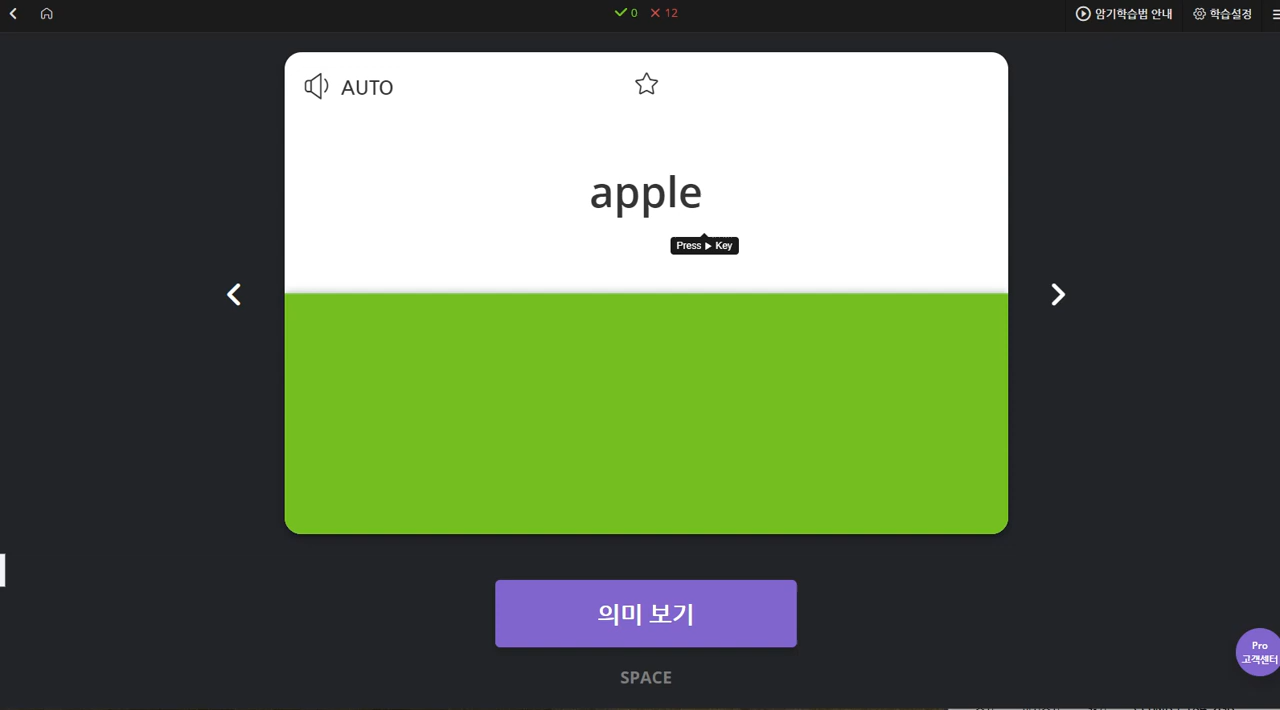 0 12 암기학습법 안내 학습설정
AUTO
apple
Press ▶ Key
의미 보기
SPACE
Pro
고객센터